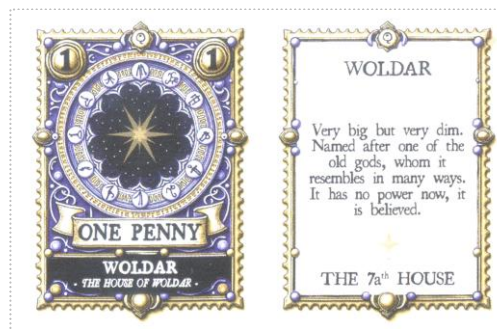 1 1
ONE PENNY
WOLDAR
· THE HOUSE OF WOLDAR ·
WOLDAR
Very big but very dim.
Named after one of the
old gods, whom it
resembles in many ways.
It has no power now, it
is believed.
THE 7aᵗʰ HOUSE